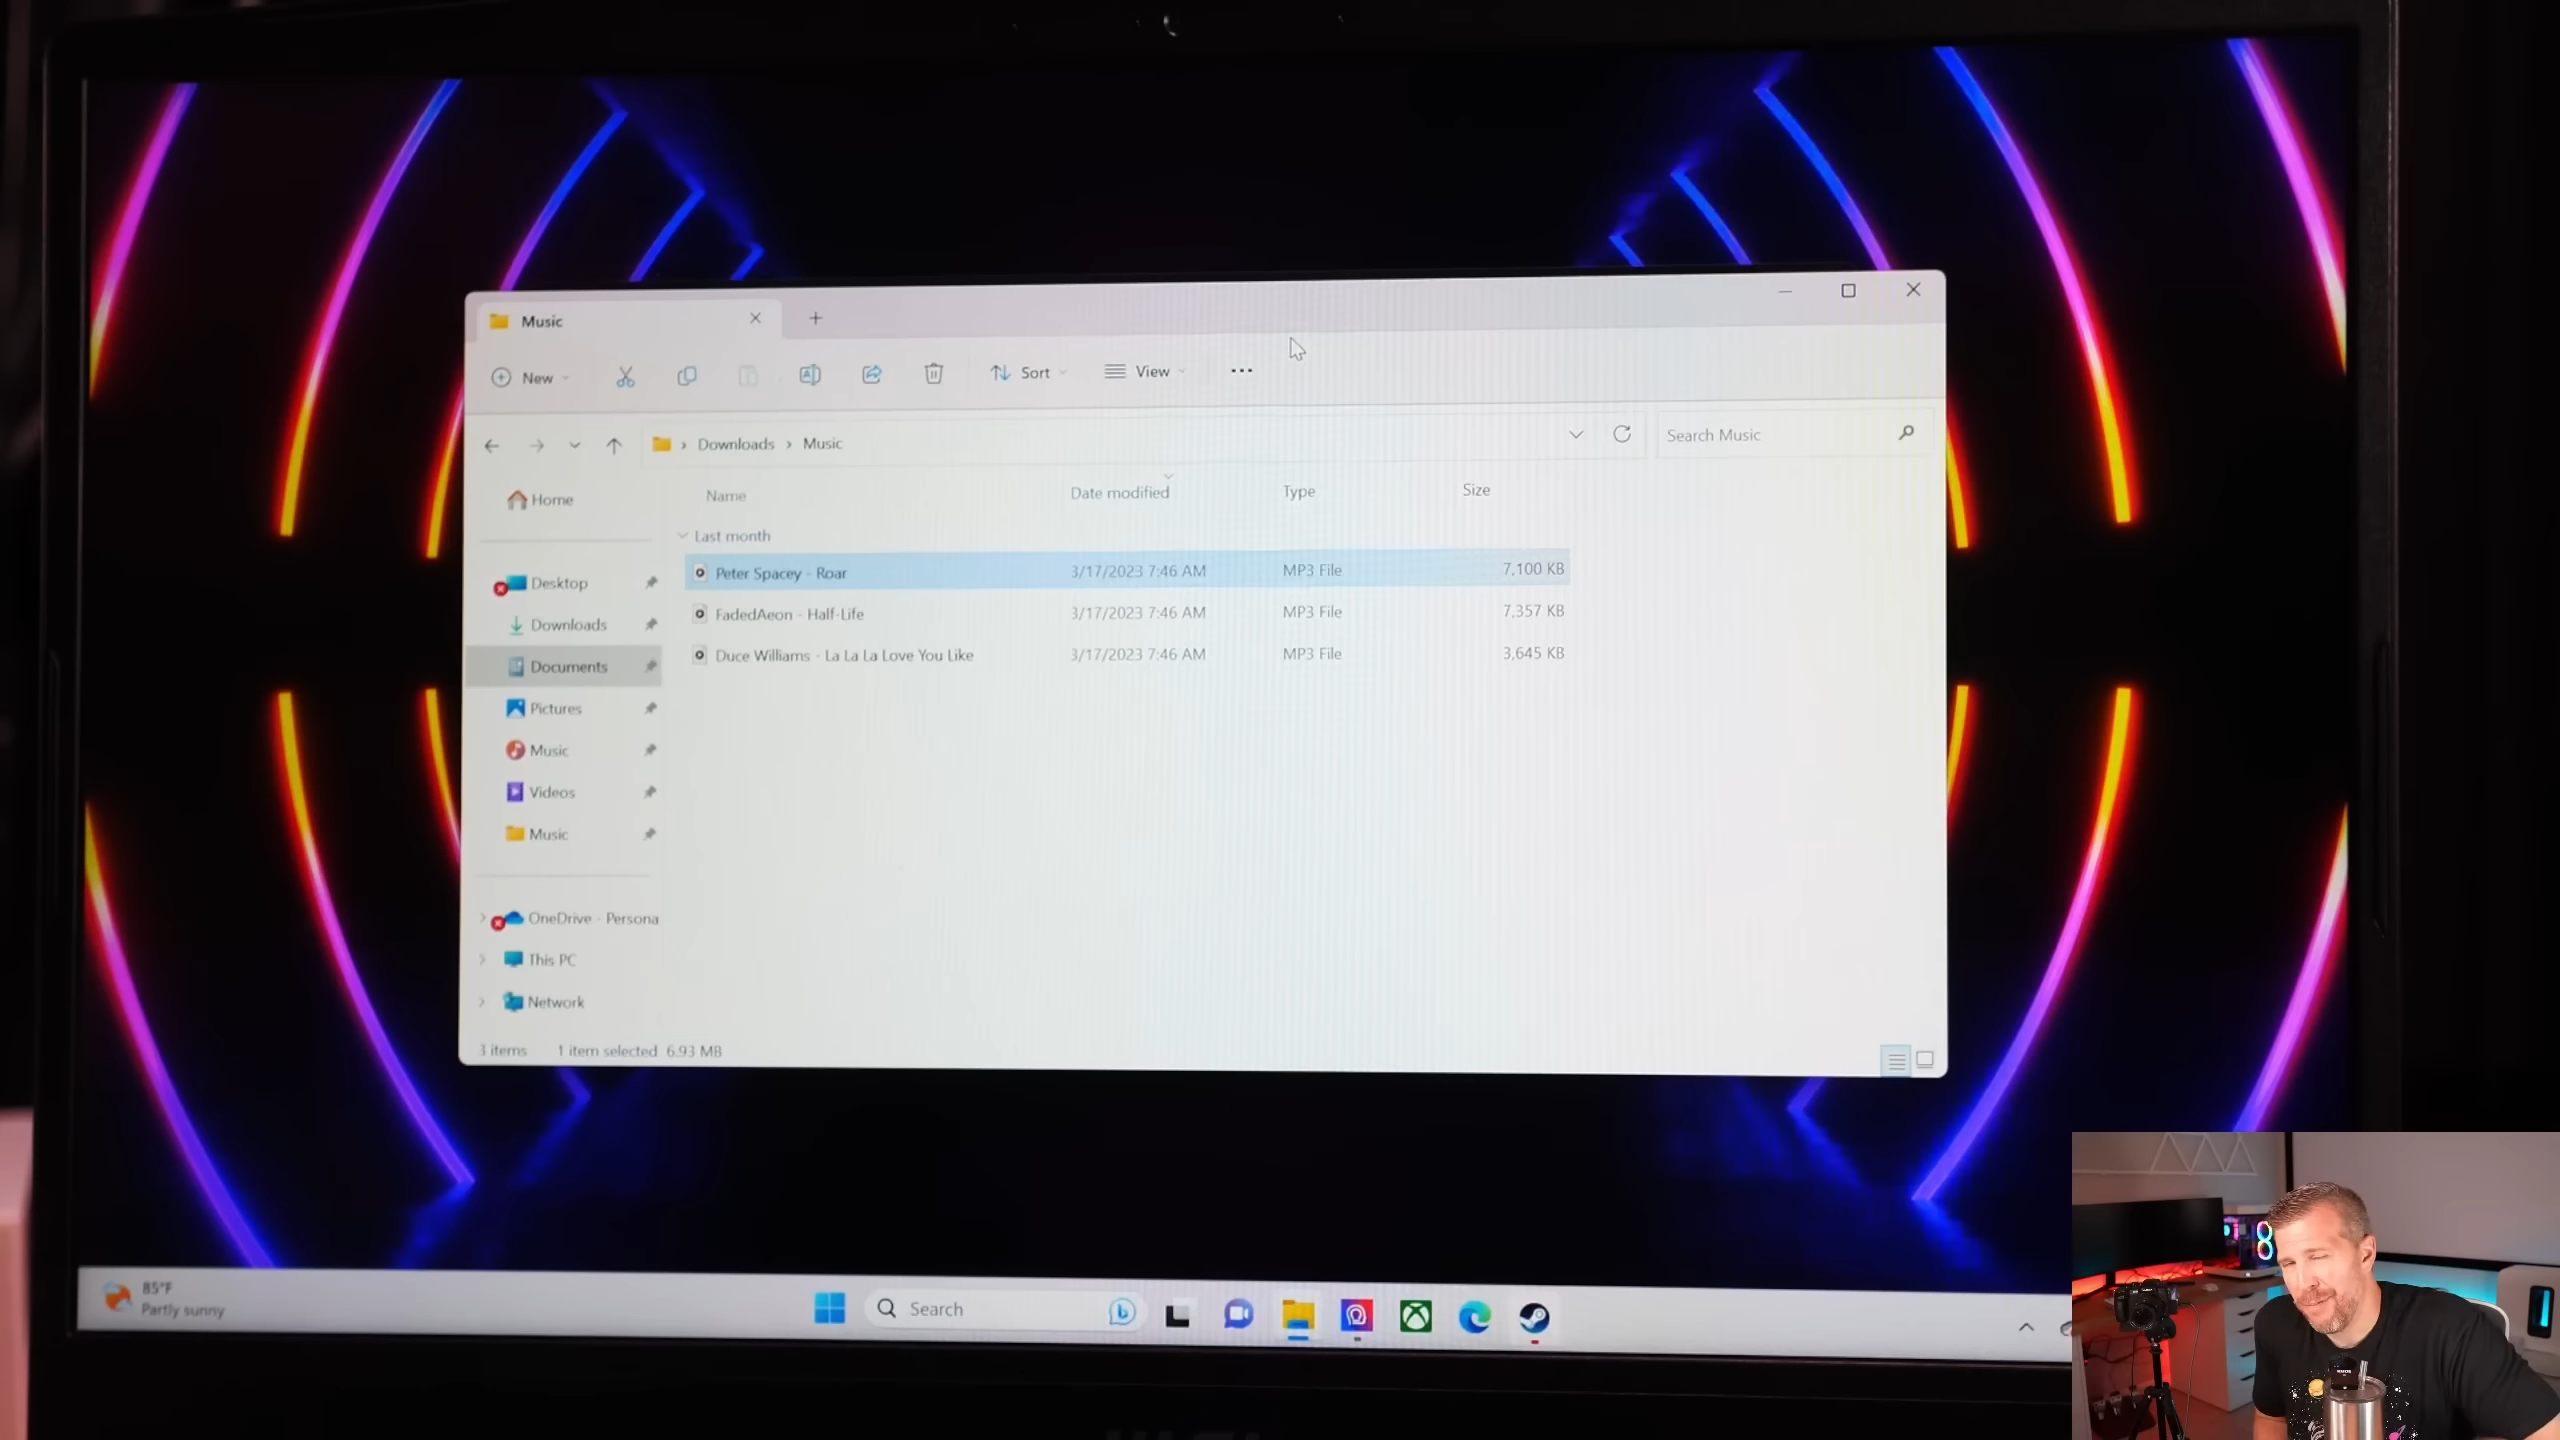 Music
New
Sort
View
Downloads
Music
Search Music
Name
Date modified
Type
Size
Home
Last month
Peter Spacey - Roar 3/17/2023 7:46 AM MP3 File 7,100 KB
FadedAeon - Half-Life 3/17/2023 7:46 AM MP3 File 7,357 KB
Duce Williams - La La La Love You Like 3/17/2023 7:46 AM MP3 File 3,645 KB
Desktop
Downloads
Documents
Pictures
Music
Videos
Music
OneDrive - Persona
This PC
Network
3 items 1 item selected 6.93 MB
85°F
Partly sunny
Search